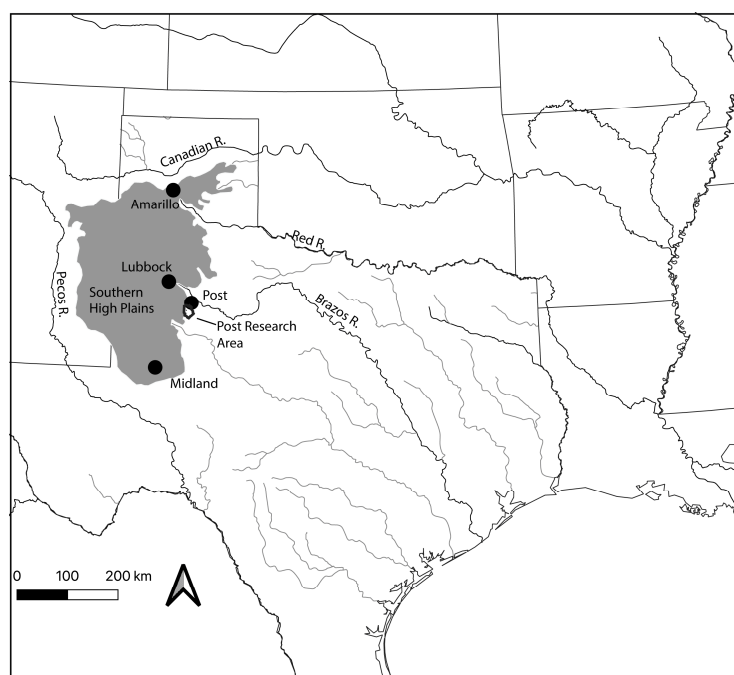 Canadian R.
Amarillo
Red R.
Lubbock
Pecos R.
Southern
High Plains
Post
Brazos R.
Post Research
Area
Midland
0 100 200 km